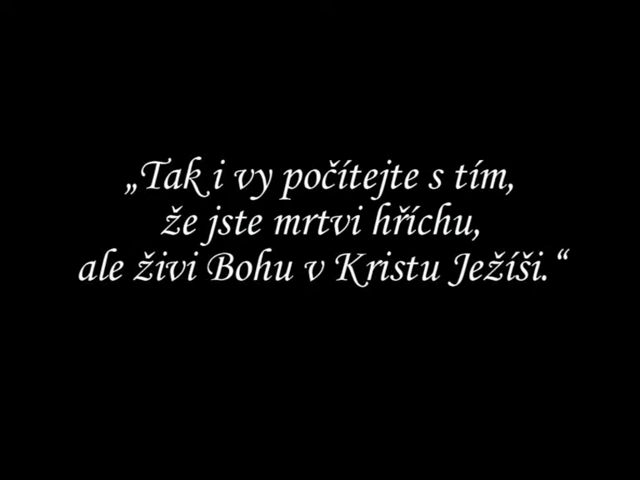 „Tak i vy počítejte s tím,
že jste mrtvi hříchu,
ale živi Bohu v Kristu Ježíši.“